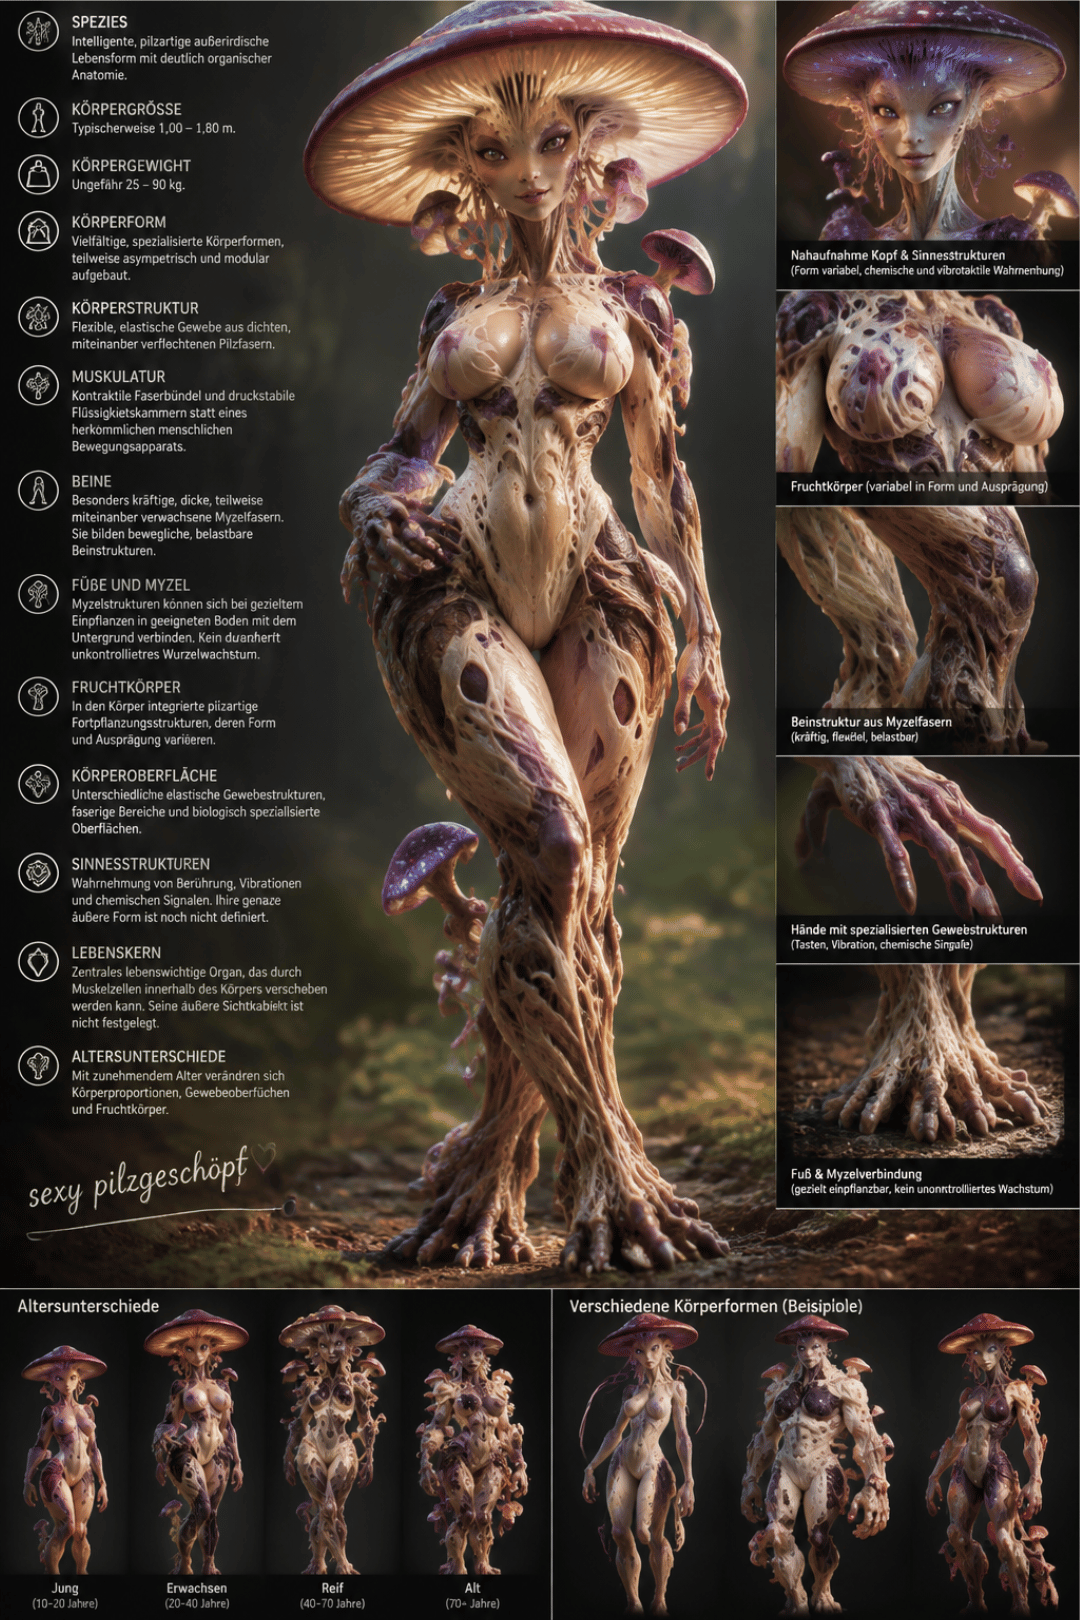 SPEZIES
Intelligente, pilzartige außerirdische
Lebensform mit deutlich organischer
Anatomie.
KÖRPERGRÖSSE
Typischerweise 1,00 – 1,80 m.
KÖRPERGEWIGHT
Ungefähr 25 – 90 kg.
KÖRPERFORM
Vielfältige, spezialisierte Körperformen,
teilweise asympetrisch und modular
aufgebaut.
KÖRPERSTRUKTUR
Flexible, elastische Gewebe aus dichten,
miteinanber verflochtenen Pilzfasern.
MUSKULATUR
Kontraktile Faserbündel und druckstabile
Flüssigkietskammern statt eines
herkömmlichen menschlichen
Bewegungsapparats.
BEINE
Besonders kräftige, dicke, teilweise
miteinanber verwachsene Myzelfasern.
Sie bilden bewegliche, belastbare
Beinstrukturen.
FÜẞE UND MYZEL
Myzelstrukturen können sich bei gezieltem
Einpflanzen in geeigneten Boden mit dem
Untergrund verbinden. Kein
unkontrollietres Wurzelwachstum.
FRUCHTKÖRPER
In den Körper integrierte pilzartige
Fortpflanzungsstrukturen, deren Form
und Ausprägung variieren.
KÖRPEROBERFLÄCHE
Unterschiedliche elastische Gewebestrukturen,
faserige Bereiche und biologisch spezialisierte
Oberflächen.
SINNESSTRUKTUREN
Wahrnehmung von Berührung, Vibrationen
und chemischen Signalen. Ihire genaze
äußere Form ist noch nicht definiert.
LEBENSKERN
Zentrales lebenswichtige Organ, das durch
Muskelzellen innerhalb des Körpers verscheben
werden kann. Seine äußere ist
nicht festgelegt.
ALTERSUNTERSCHIEDE
Mit zunehmendem Alter verändren sich
Körperproportionen, Gewebeoberfüchen
und Fruchtkörper.
sexy pilzgeschöpf
Nahaufnahme Kopf & Sinnesstrukturen
(Form variabel, chemische und vibrotaktile Wahrnenhung)
Fruchtkörper (variabel in Form und Ausprägung)
Beinstruktur aus Myzelfasern
(kräftig, belastbar)
Hände mit spezialisierten Gewebstrukturen
(Tasten, Vibration, chemische)
Fuß & Myzelverbindung
(gezielt einpflanzbar, kein Wachstum)
Altersunterschiede
Jung
(10–20 Jahre)
Erwachsen
(20–40 Jahre)
Reif
(40–70 Jahre)
Alt
(70+ Jahre)
Verschiedene Körperformen (Beisiplole)